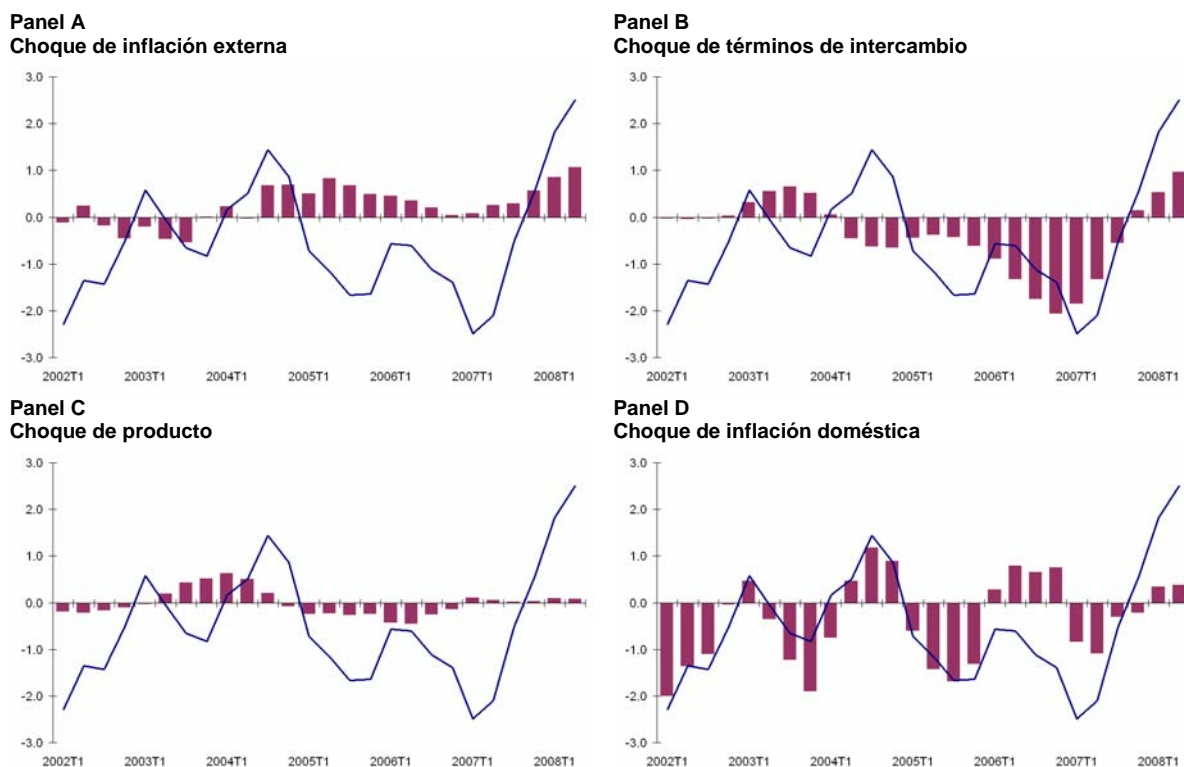 Panel A
Choque de inflación externa
3.0
2.0
1.0
0.0
-1.0
-2.0
-3.0
2002T1 2003T1 2004T1 2005T1 2006T1 2007T1 2008T1
Panel B
Choque de términos de intercambio
3.0
2.0
1.0
0.0
-1.0
-2.0
-3.0
2002T1 2003T1 2004T1 2005T1 2006T1 2007T1 2008T1
Panel C
Choque de producto
3.0
2.0
1.0
0.0
-1.0
-2.0
-3.0
2002T1 2003T1 2004T1 2005T1 2006T1 2007T1 2008T1
Panel D
Choque de inflación doméstica
3.0
2.0
1.0
0.0
-1.0
-2.0
-3.0
2002T1 2003T1 2004T1 2005T1 2006T1 2007T1 2008T1